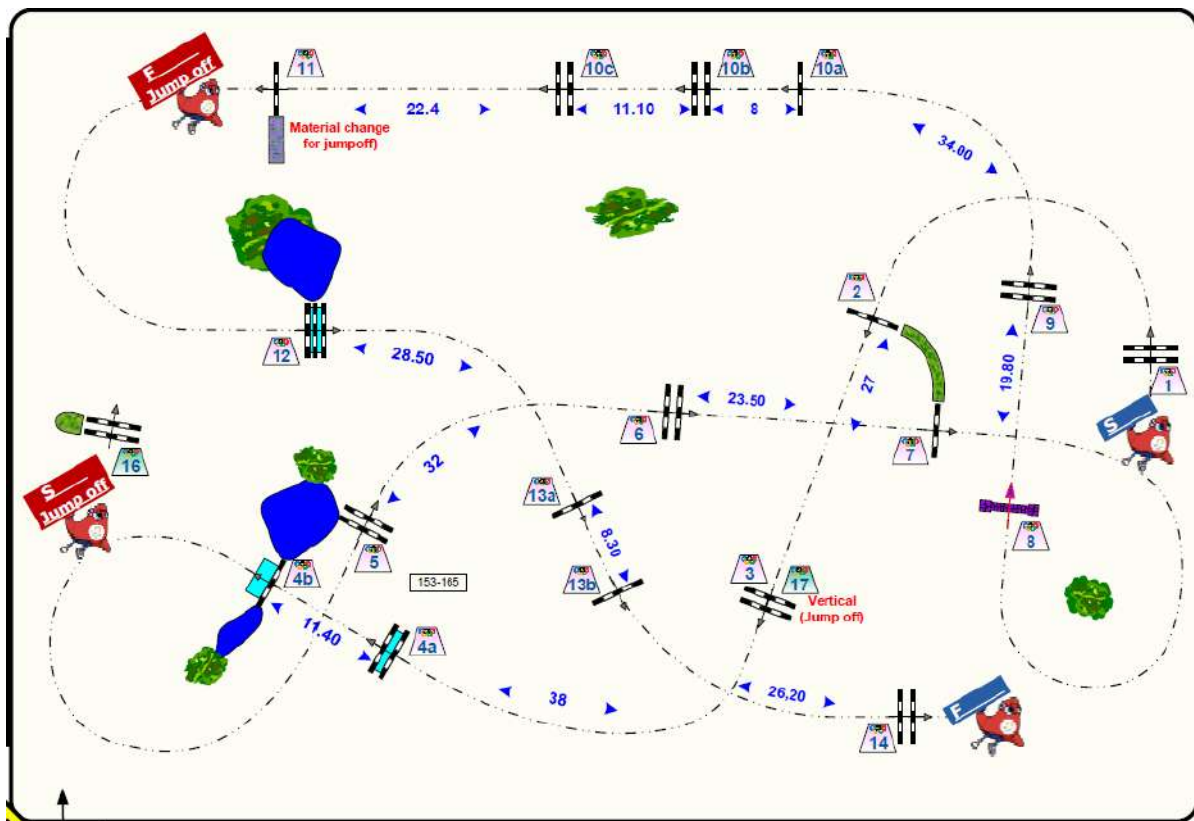 F
Jump off
11
10c
10b
10a
22.4
11.10
8
Material change
for jumpoff)
34.00
2
9
12
28.50
27
19.80
1
6
23.50
7
S
16
32
S
Jump off
13a
8
5
4b
8.30
153-165
13b
3
17
Vertical
(Jump off)
11.40
4a
38
26,20
F
14